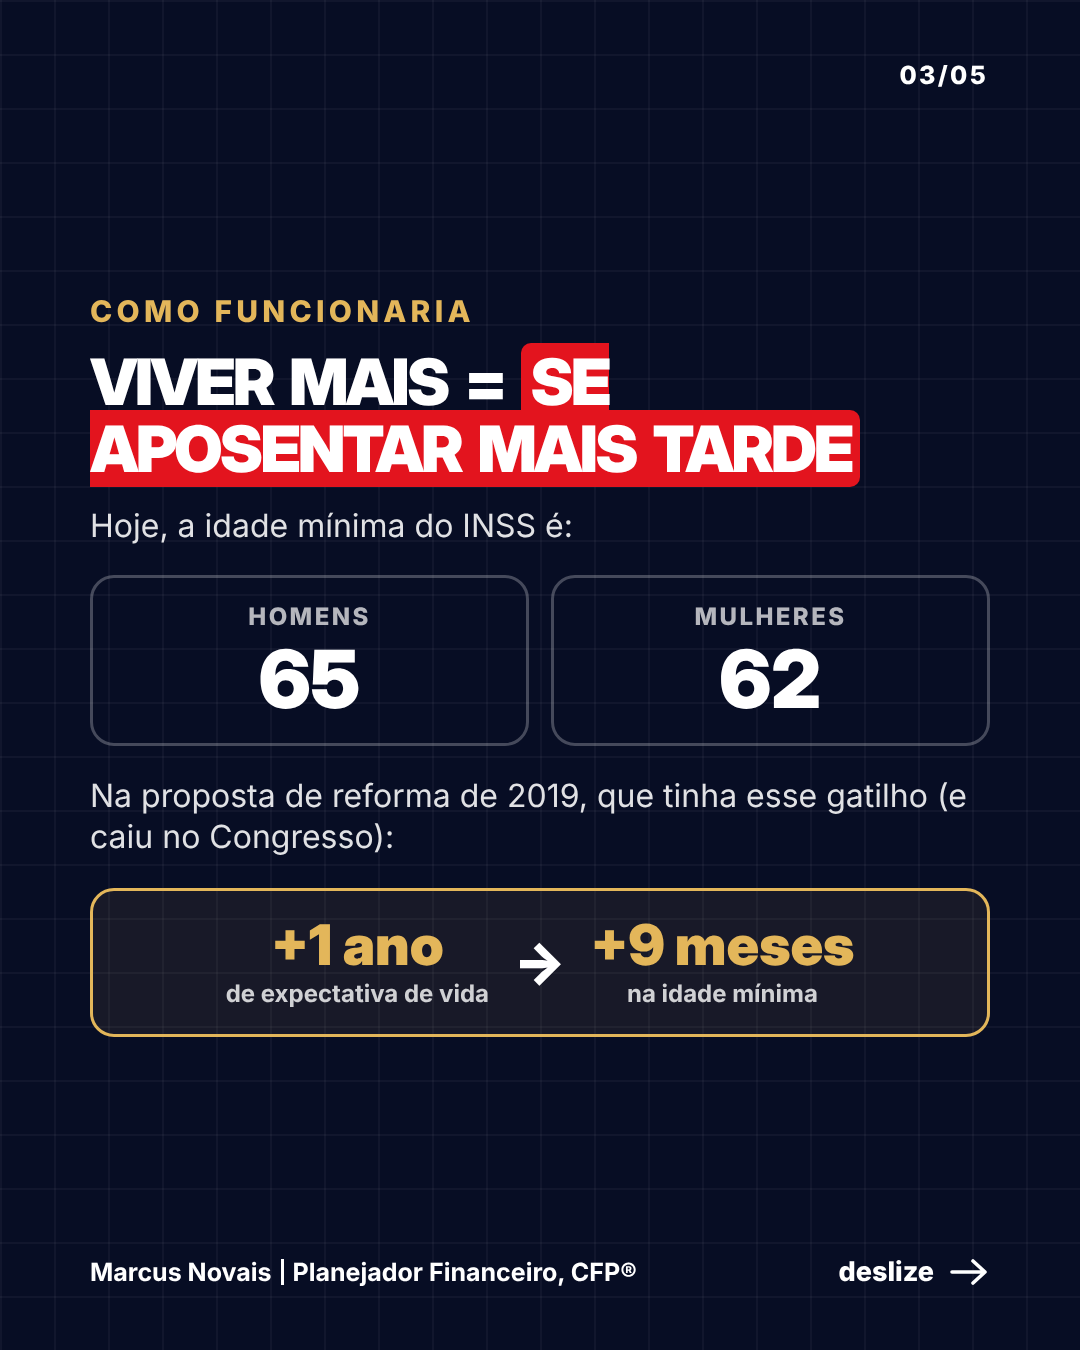 03/05
COMO FUNCIONARIA
VIVER MAIS = SE
APOSENTAR MAIS TARDE
Hoje, a idade mínima do INSS é:
HOMENS
65
MULHERES
62
Na proposta de reforma de 2019, que tinha esse gatilho (e
caiu no Congresso):
+1 ano
de expectativa de vida
→
+9 meses
na idade mínima
Marcus Novais | Planejador Financeiro, CFP®
deslize →